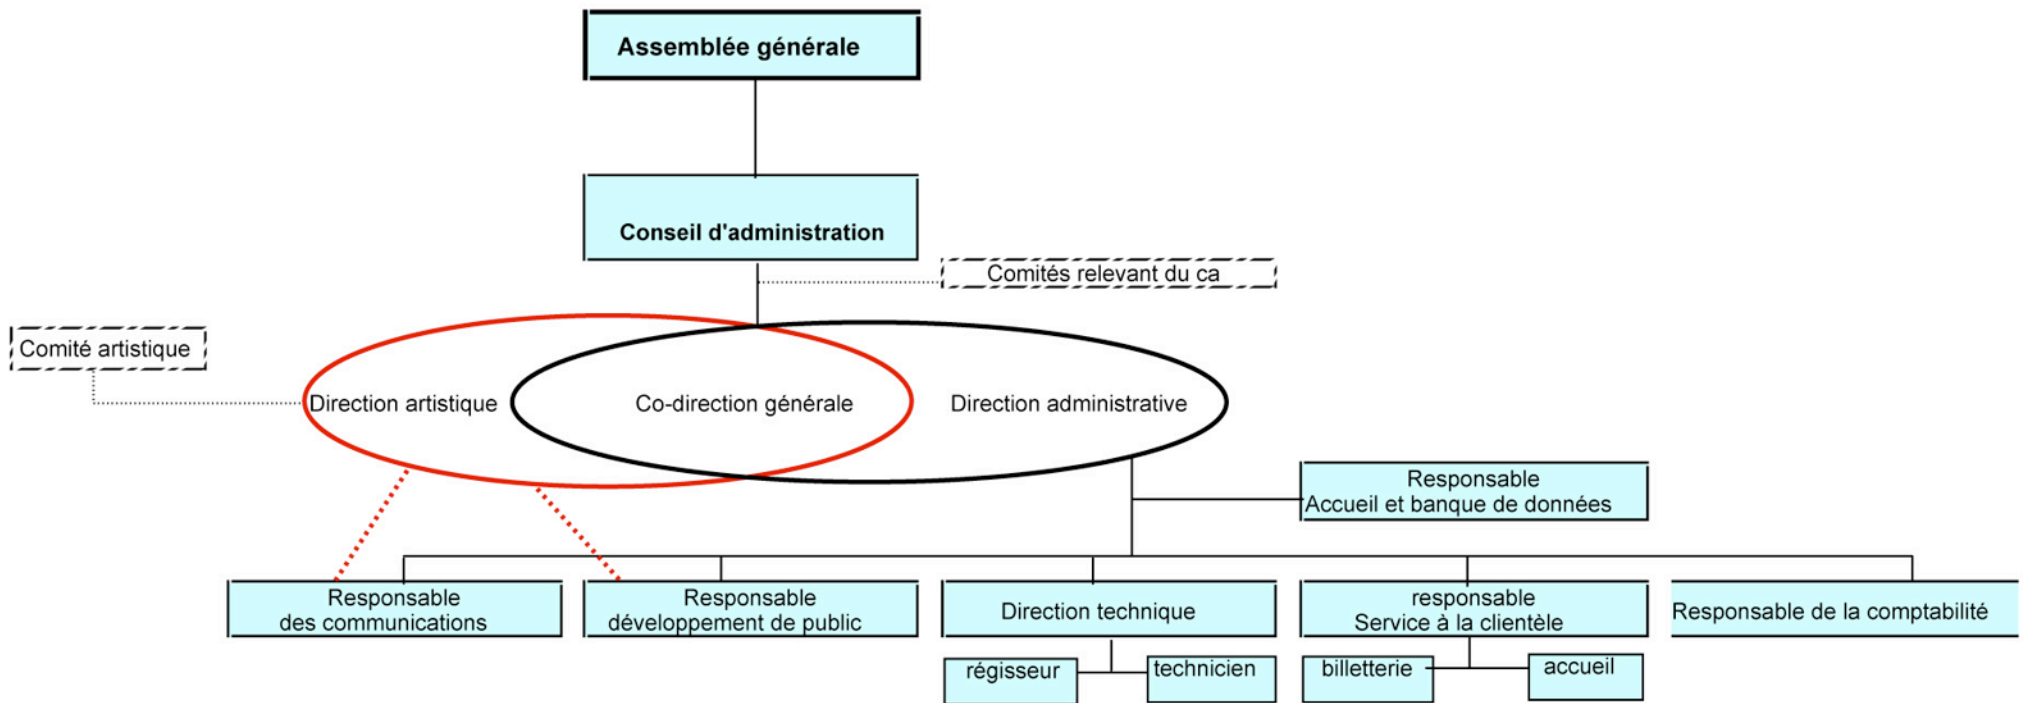 Assemblée générale
Conseil d'administration
Comités relevant du ca
Comité artistique
Direction artistique
Co-direction générale
Direction administrative
Responsable
Accueil et banque de données
Responsable
des communications
Responsable
développement de public
Direction technique
responsable
Service à la clientèle
Responsable de la comptabilité
régisseur
technicien
billetterie
accueil